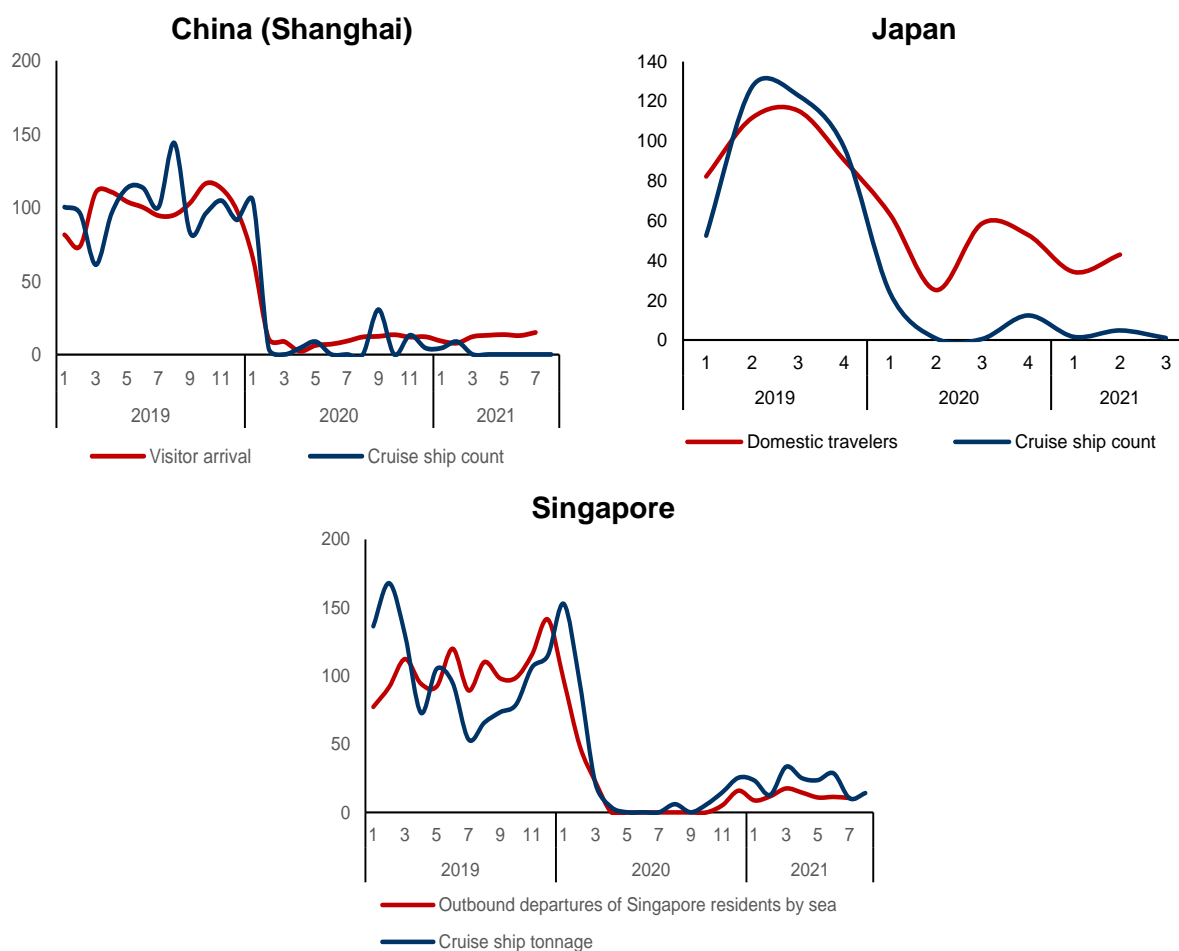 China (Shanghai)
200
150
100
50
0
1 3 5 7 9 11 1 3 5 7 9 11 1 3 5 7
2019 2020 2021
Visitor arrival Cruise ship count
Japan
140
120
100
80
60
40
20
0
1 2 3 4 1 2 3 4 1 2 3
2019 2020 2021
Domestic travelers Cruise ship count
Singapore
200
150
100
50
0
1 3 5 7 9 11 1 3 5 7 9 11 1 3 5 7
2019 2020 2021
Outbound departures of Singapore residents by sea
Cruise ship tonnage